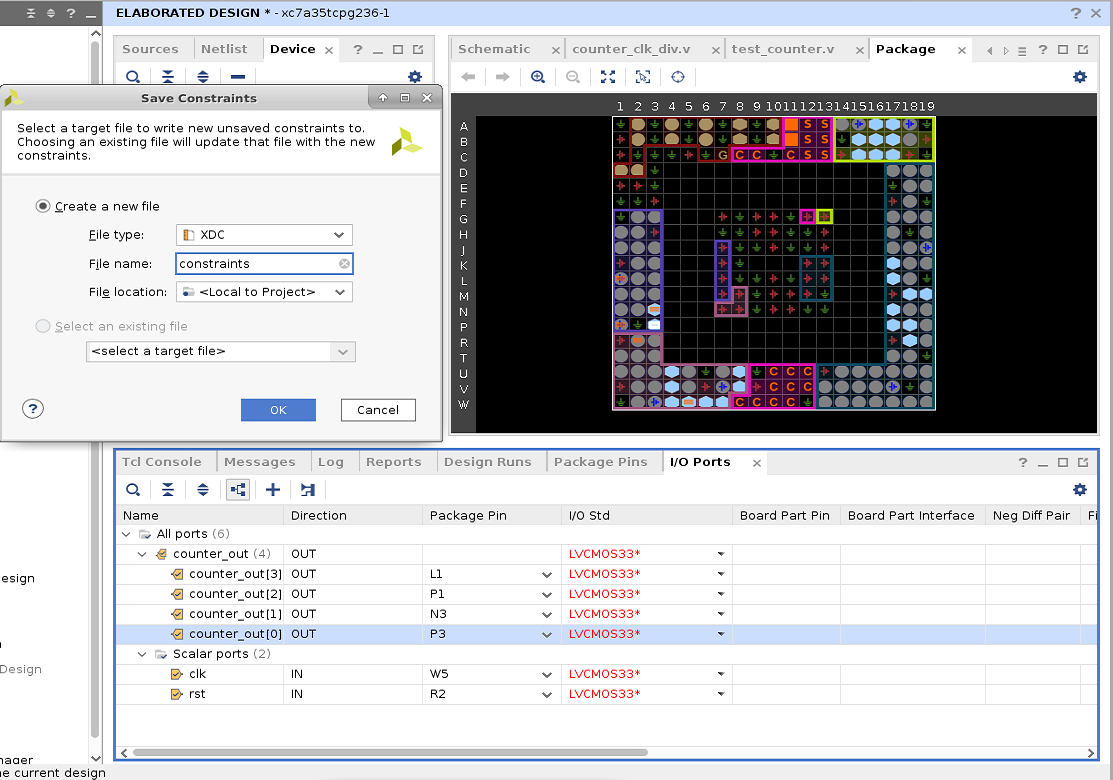 ELABORATED DESIGN * - xc7a35tcpg236-1
Sources Netlist Device
Schematic counter_clk_div.v test_counter.v Package
Save Constraints
Select a target file to write new unsaved constraints to.
Choosing an existing file will update that file with the new
constraints.
Create a new file
File type: XDC
File name: constraints
File location: <Local to Project>
Select an existing file
<select a target file>
OK Cancel
1 2 3 4 5 6 7 8 9 10 11 12 13 14 15 16 17 18 19
A S S
B S S
C G C C C S S
D
E
F
G
H
J
K
L
M
N
P
R
T
U C C C
V C C C
W C C C C
Tcl Console Messages Log Reports Design Runs Package Pins I/O Ports
Name Direction Package Pin I/O Std Board Part Pin Board Part Interface Neg Diff Pair Fi
All ports (6)
counter_out (4) OUT LVCMOS33*
counter_out[3] OUT L1 LVCMOS33*
counter_out[2] OUT P1 LVCMOS33*
counter_out[1] OUT N3 LVCMOS33*
counter_out[0] OUT P3 LVCMOS33*
Scalar ports (2)
clk IN W5 LVCMOS33*
rst IN R2 LVCMOS33*
esign
Design
nager
ne current design